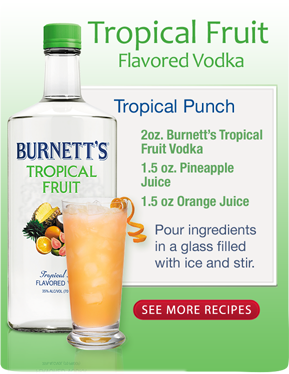 Tropical Fruit
Flavored Vodka
Tropical Punch
2oz. Burnett's Tropical
Fruit Vodka
1.5 oz. Pineapple
Juice
1.5 oz Orange Juice
Pour ingredients
in a glass filled
with ice and stir.
SEE MORE RECIPES
BURNETT'S
TROPICAL
FRUIT
Tropical
FLAVORED